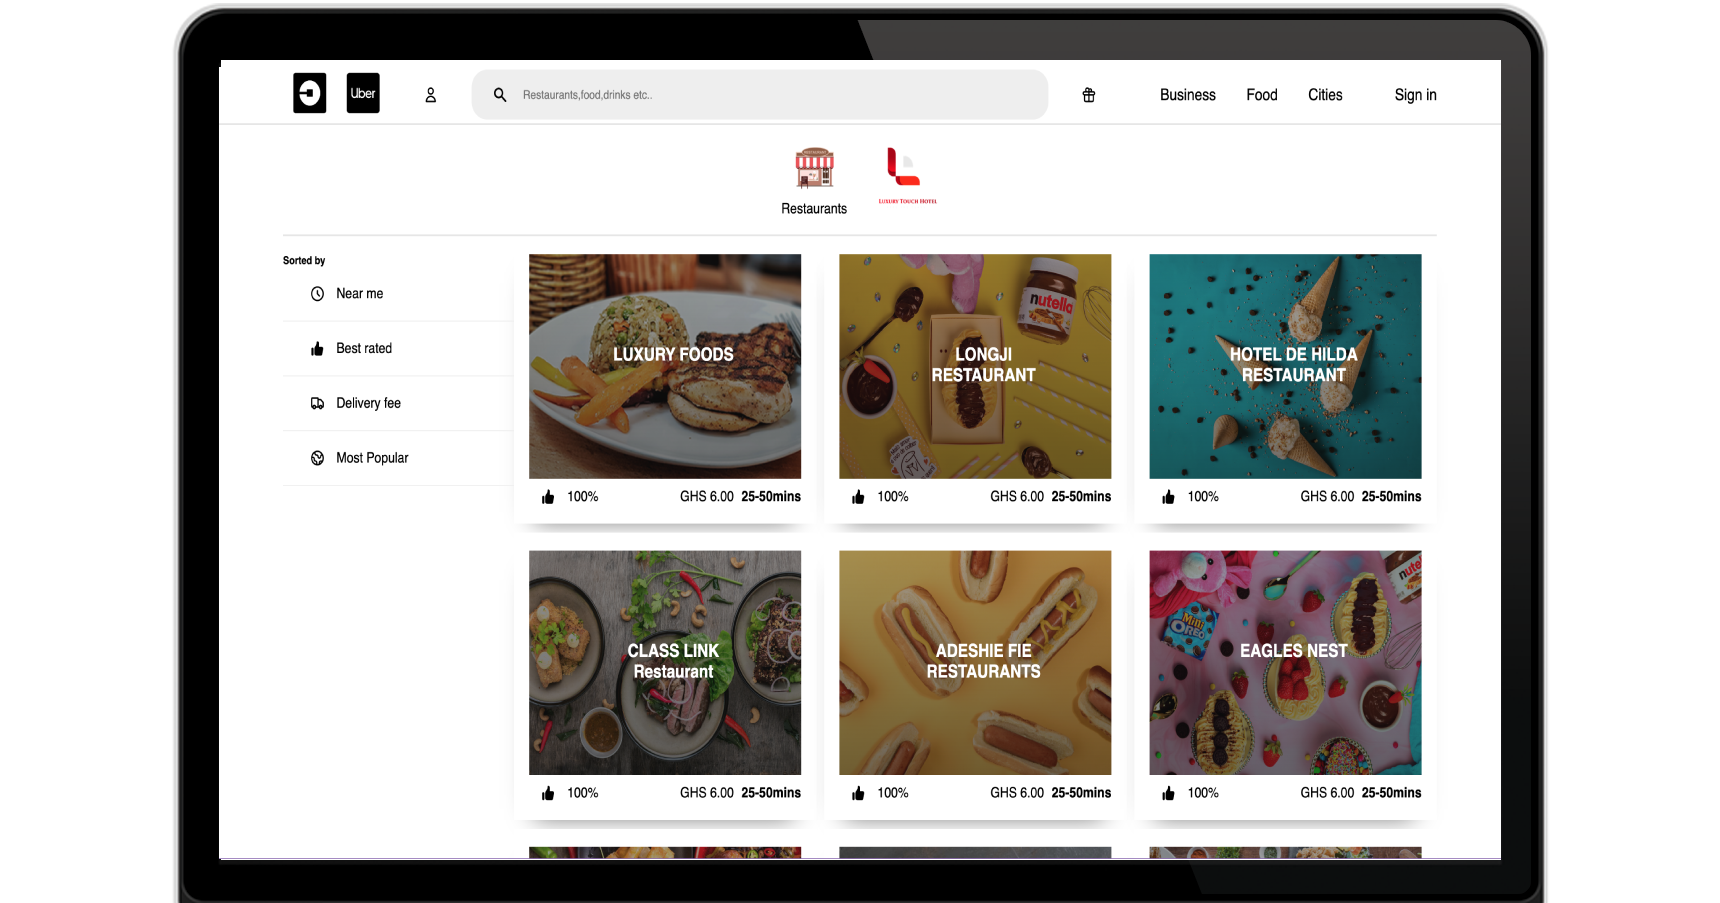 Uber
Restaurants,food,drinks etc..
Business Food Cities Sign in
RESTAURANT
Restaurants
LUXURY TOUCH HOTEL
Sorted by
Near me
Best rated
Delivery fee
Most Popular
LUXURY FOODS
100% GHS 6.00 25-50mins
nutella
LONGJI
RESTAURANT
100% GHS 6.00 25-50mins
HOTEL DE HILDA
RESTAURANT
100% GHS 6.00 25-50mins
CLASS LINK
Restaurant
100% GHS 6.00 25-50mins
ADESHIE FIE
RESTAURANTS
100% GHS 6.00 25-50mins
nute
Mini
OREO
EAGLES NEST
100% GHS 6.00 25-50mins